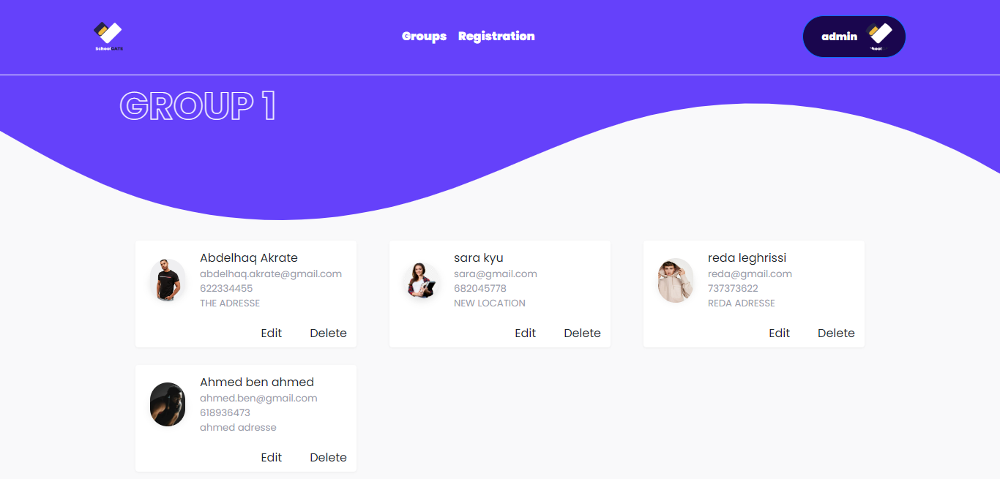 SchoolGATE
Groups Registration
admin
GROUP 1
Abdelhaq Akrate
abdelhaq.akrate@gmail.com
622334455
THE ADRESSE
Edit Delete
sara kyu
sara@gmail.com
682045778
NEW LOCATION
Edit Delete
reda leghrissi
reda@gmail.com
737373622
REDA ADRESSE
Edit Delete
Ahmed ben ahmed
ahmed.ben@gmail.com
618936473
ahmed adresse
Edit Delete